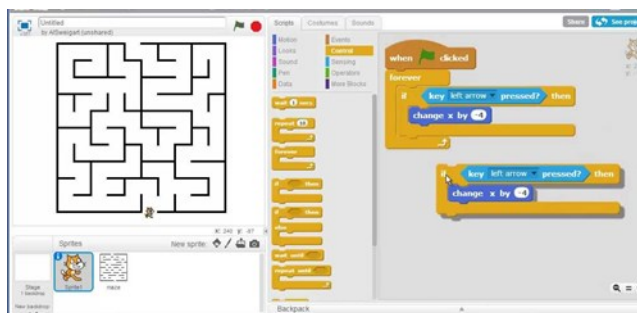 Untitled
by AlSweigart (unshared)
Scripts
Costumes
Sounds
Share
See proj
Motion
Events
Looks
Control
Sound
Sensing
Pen
Operators
Data
More Blocks
wait 1 secs
repeat 10
forever
if then
if then
else
wait until
repeat until
when clicked
forever
if key left arrow pressed? then
change x by -4
if key left arrow pressed? then
change x by -4
Sprites
New sprite:
Stage
1 backdrop
New backdrop
Sprite1
maze
Backpack